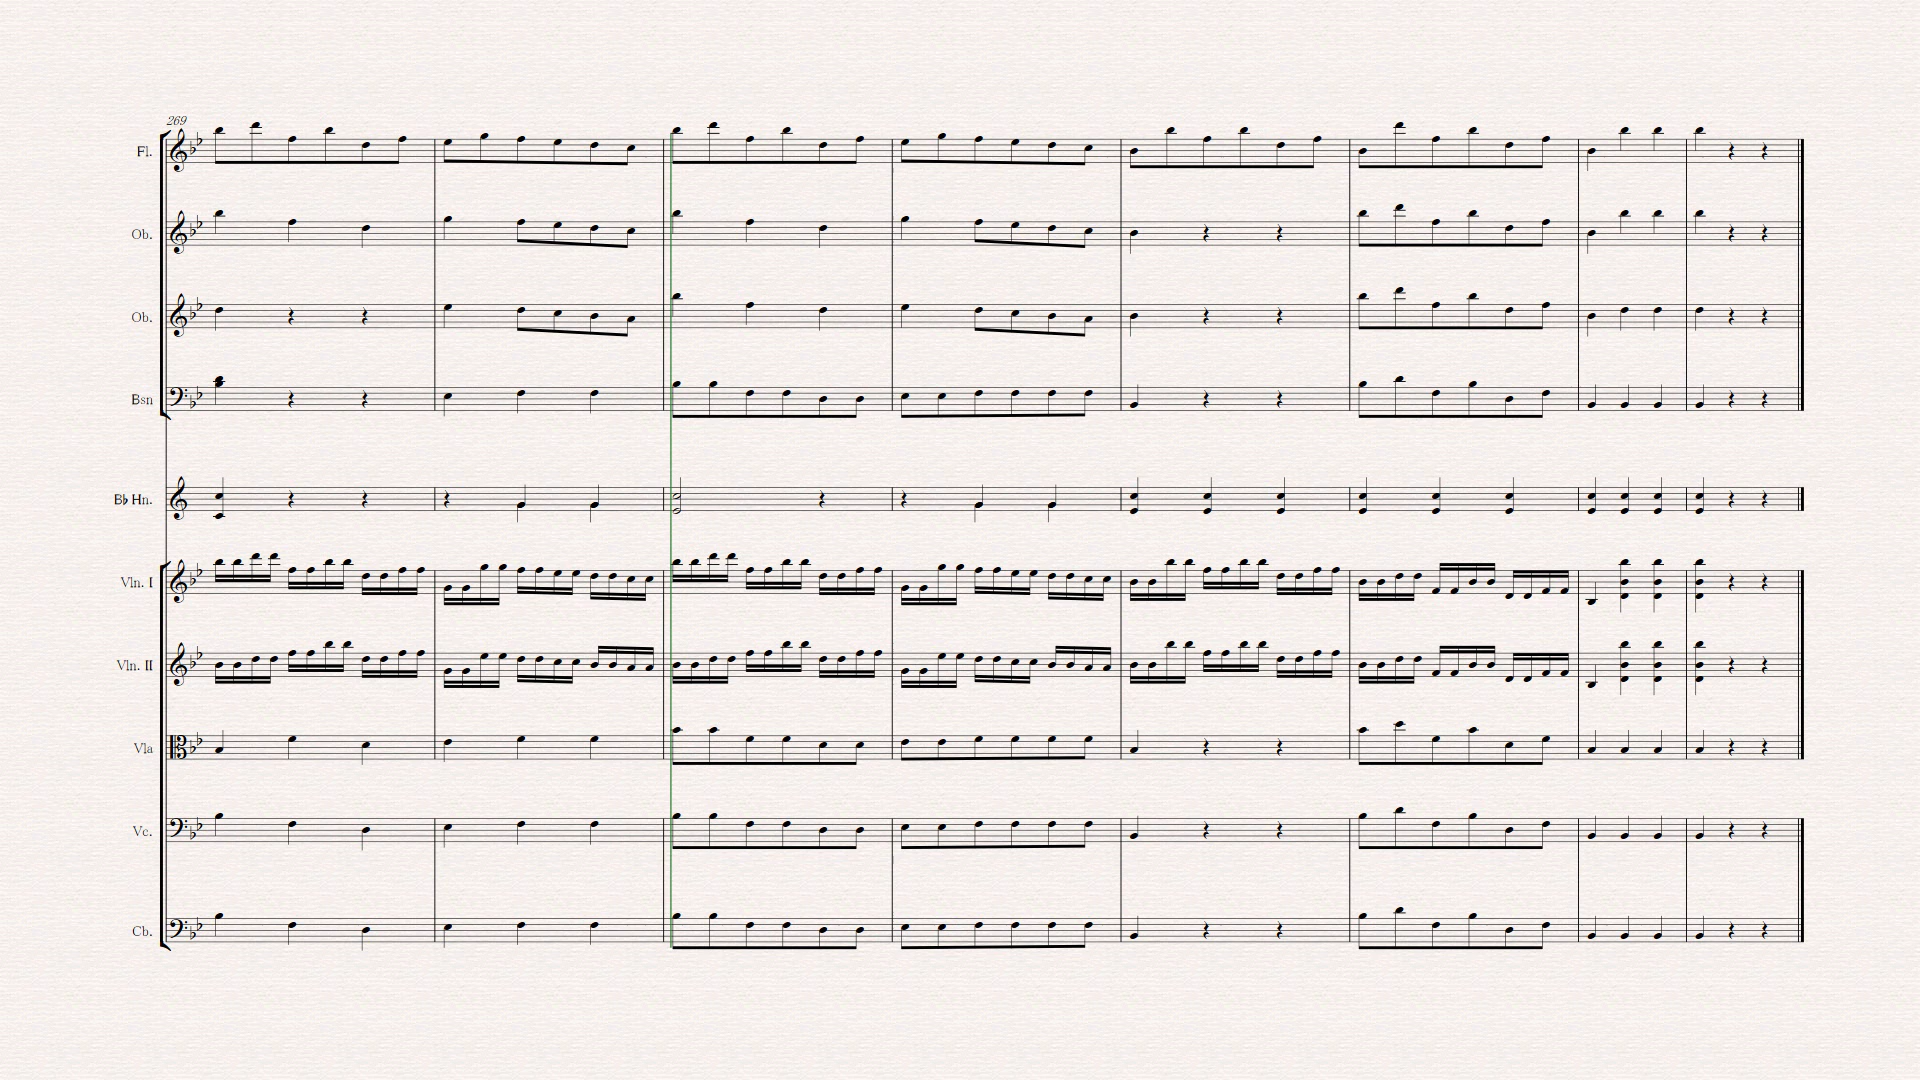 269
Fl.
Ob.
Ob.
Bsn
B♭ Hn.
Vln. I
Vln. II
Vla
Vc.
Cb.